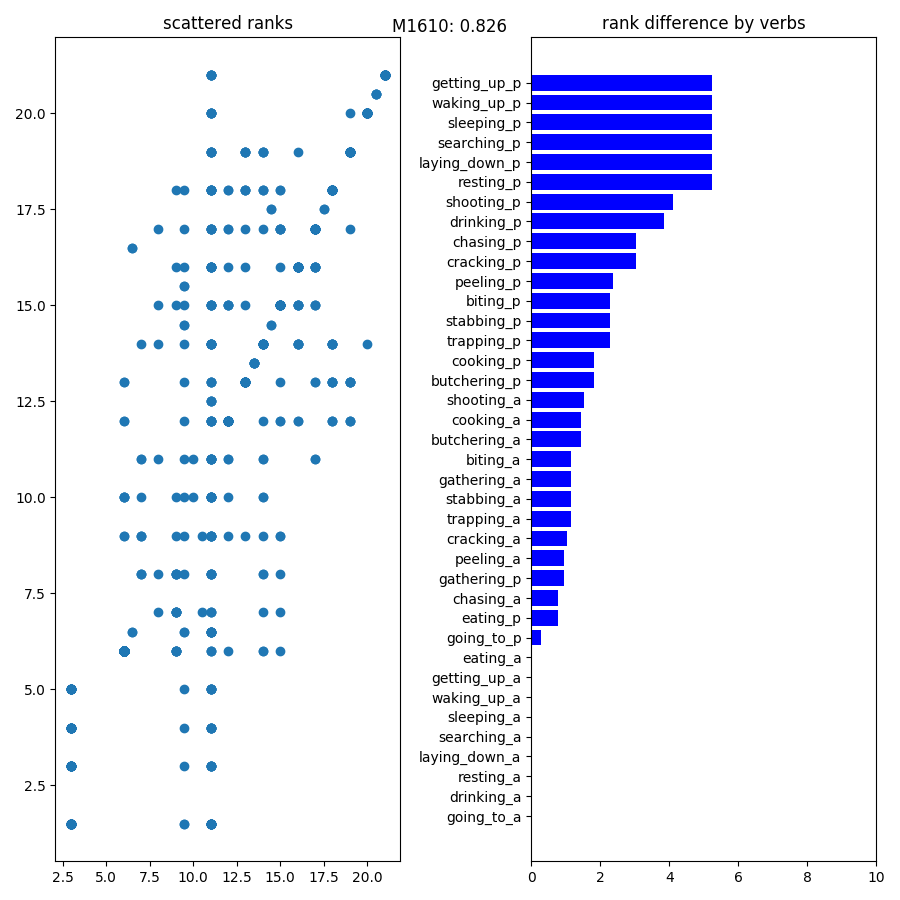 scattered ranks
M1610: 0.826
rank difference by verbs
20.0
17.5
15.0
12.5
10.0
7.5
5.0
2.5
2.5 5.0 7.5 10.0 12.5 15.0 17.5 20.0
getting_up_p
waking_up_p
sleeping_p
searching_p
laying_down_p
resting_p
shooting_p
drinking_p
chasing_p
cracking_p
peeling_p
biting_p
stabbing_p
trapping_p
cooking_p
butchering_p
shooting_a
cooking_a
butchering_a
biting_a
gathering_a
stabbing_a
trapping_a
cracking_a
peeling_a
gathering_p
chasing_a
eating_p
going_to_p
eating_a
getting_up_a
waking_up_a
sleeping_a
searching_a
laying_down_a
resting_a
drinking_a
going_to_a
0 2 4 6 8 10